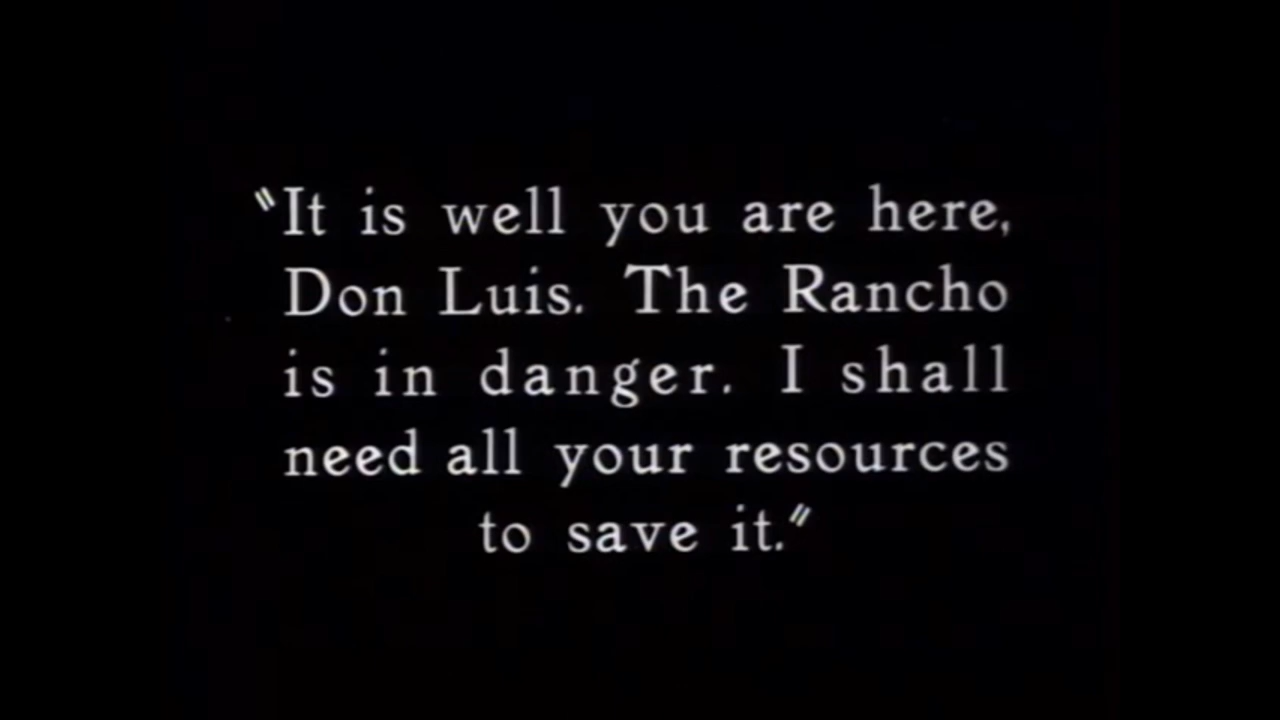 "It is well you are here,
Don Luis. The Rancho
is in danger. I shall
need all your resources
to save it."